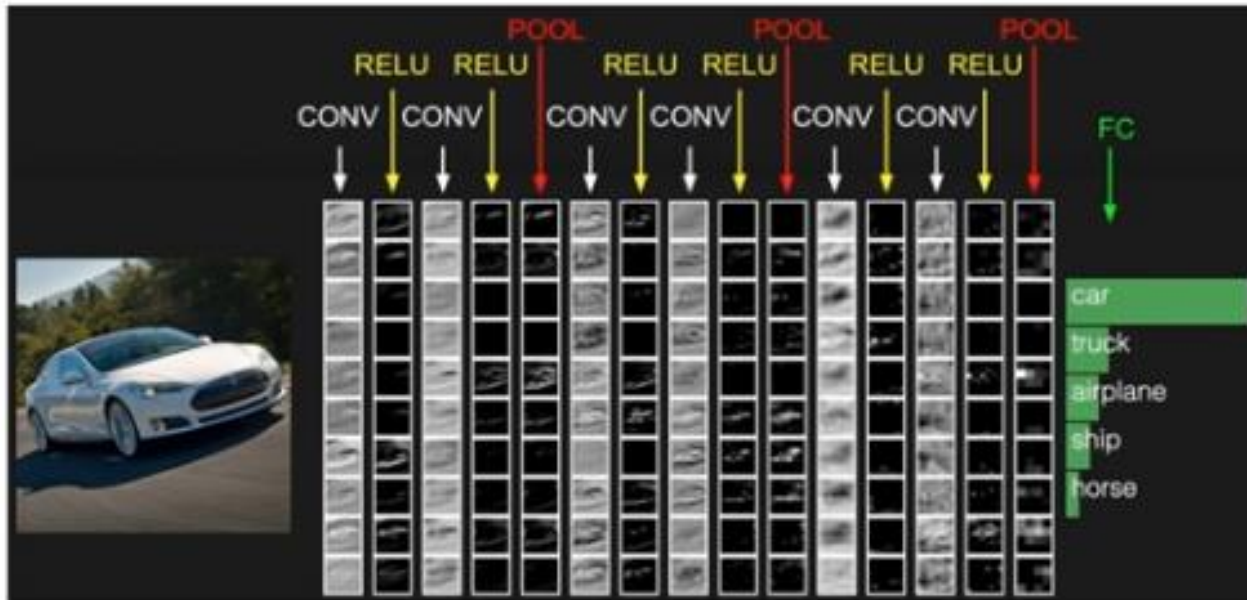 POOL POOL POOL
RELU RELU RELU RELU RELU RELU
CONV CONV CONV CONV CONV CONV
FC
car
truck
airplane
ship
horse